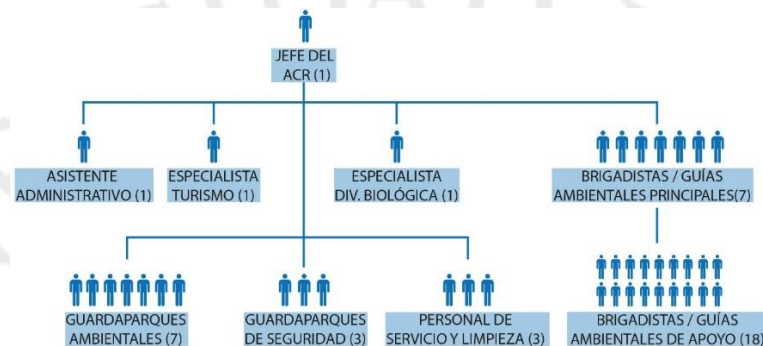 JEFE DEL
ACR (1)
ASISTENTE
ADMINISTRATIVO (1)
ESPECIALISTA
TURISMO (1)
ESPECIALISTA
DIV. BIOLÓGICA (1)
BRIGADISTAS / GUÍAS
AMBIENTALES PRINCIPALES(7)
GUARDAPARQUES
AMBIENTALES (7)
GUARDAPARQUES
DE SEGURIDAD (3)
PERSONAL DE
SERVICIO Y LIMPIEZA (3)
BRIGADISTAS / GUÍAS
AMBIENTALES DE APOYO (18)